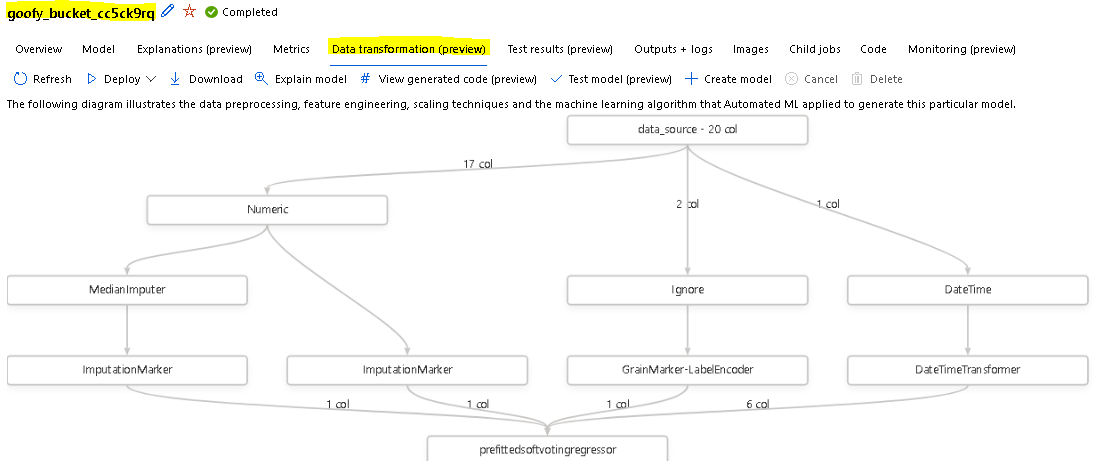 goofy_bucket_cc5ck9rq Completed
Overview Model Explanations (preview) Metrics Data transformation (preview) Test results (preview) Outputs + logs Images Child jobs Code Monitoring (preview)
Refresh Deploy Download Explain model # View generated code (preview) Test model (preview) Create model Cancel Delete
The following diagram illustrates the data preprocessing, feature engineering, scaling techniques and the machine learning algorithm that Automated ML applied to generate this particular model.
data_source - 20 col
17 col
2 col
1 col
Numeric
MedianImputer
Ignore
DateTime
ImputationMarker
ImputationMarker
GrainMarker-LabelEncoder
DateTimeTransformer
1 col
1 col
1 col
6 col
prefittedsoftvotingregressor